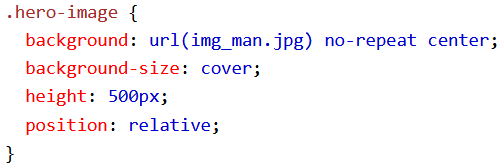 .hero-image {
  background: url(img_man.jpg) no-repeat center;
  background-size: cover;
  height: 500px;
  position: relative;
}